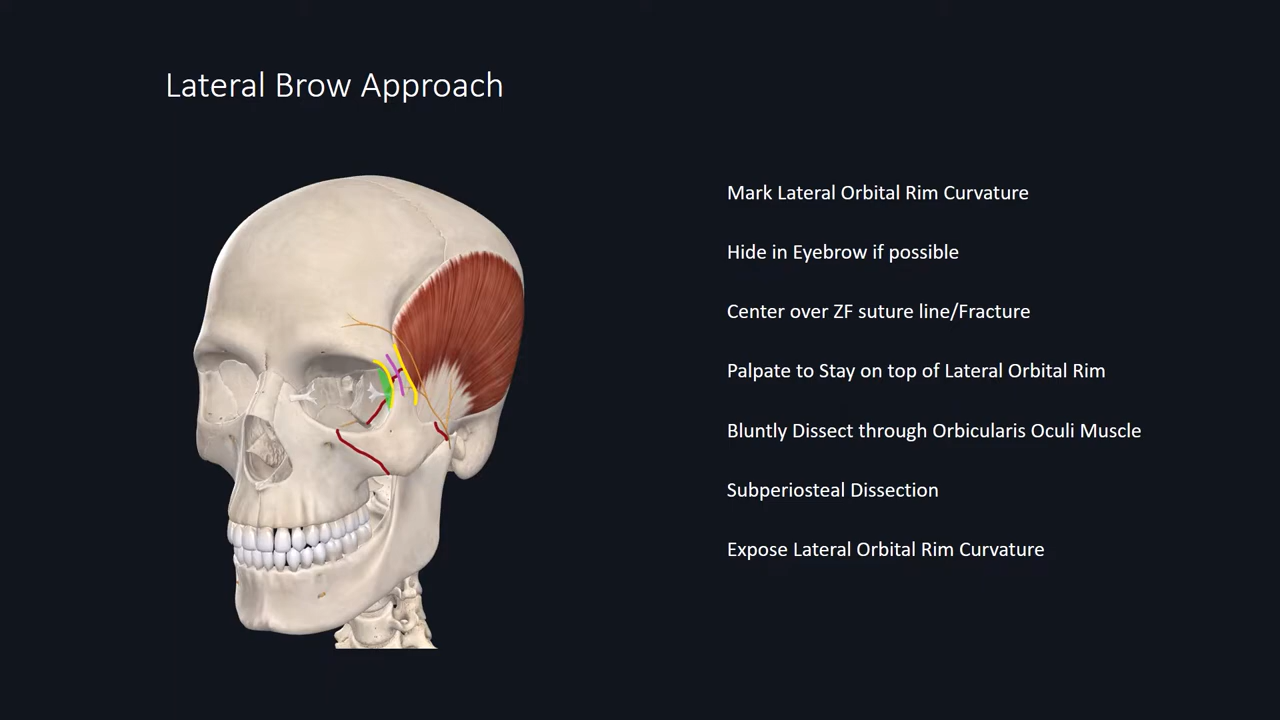 Lateral Brow Approach
Mark Lateral Orbital Rim Curvature
Hide in Eyebrow if possible
Center over ZF suture line/Fracture
Palpate to Stay on top of Lateral Orbital Rim
Bluntly Dissect through Orbicularis Oculi Muscle
Subperiosteal Dissection
Expose Lateral Orbital Rim Curvature